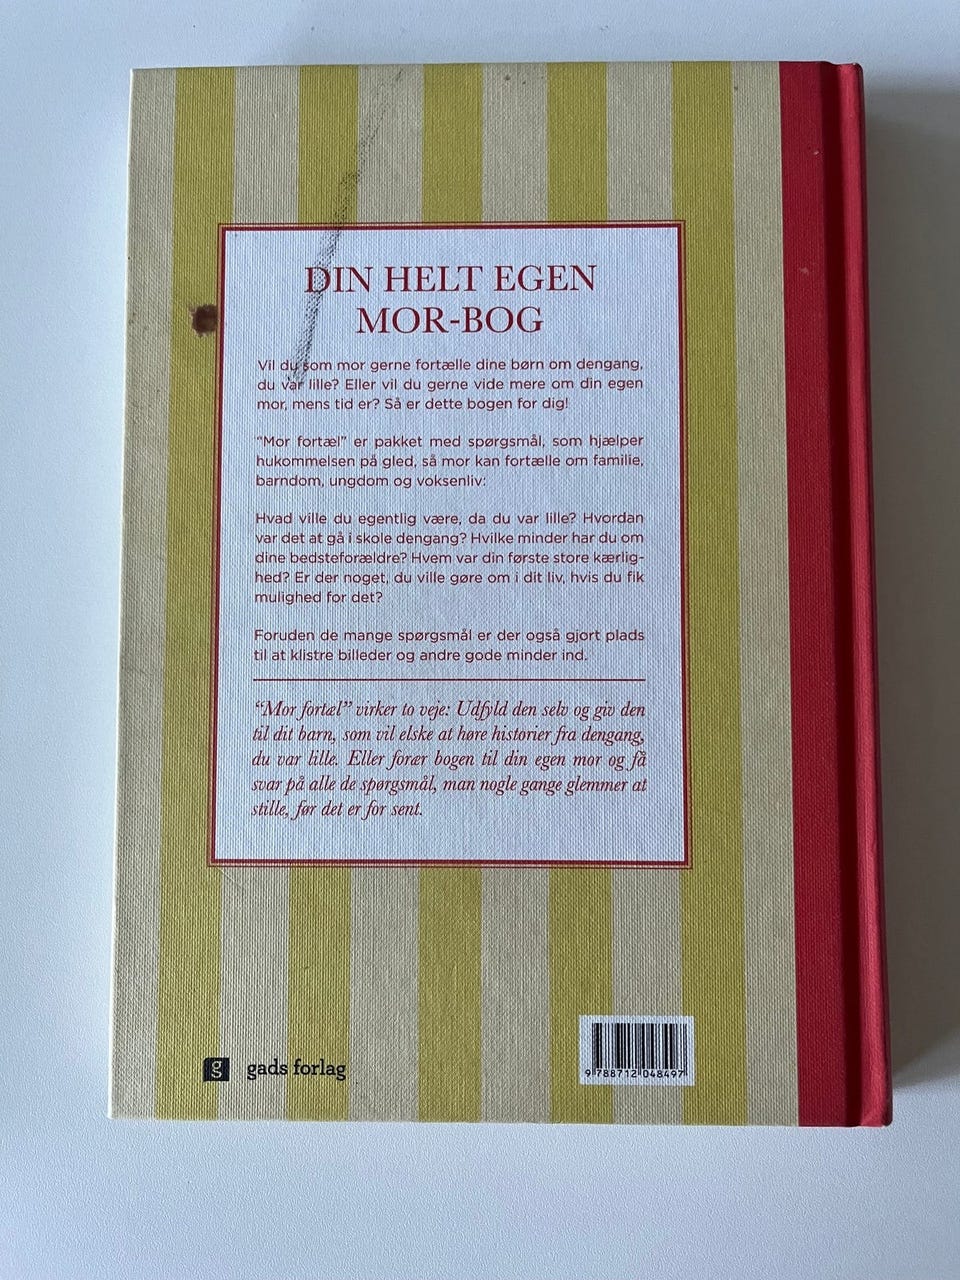 DIN HELT EGEN
MOR-BOG
Vil du som mor gerne fortælle dine børn om dengang,
du var lille? Eller vil du gerne vide mere om din egen
mor, mens tid er? Så er dette bogen for dig!
“Mor fortæl” er pakket med spørgsmål, som hjælper
hukommelsen på gled, så mor kan fortælle om familie,
barndom, ungdom og voksenliv:
Hvad ville du egentlig være, da du var lille? Hvordan
var det at gå i skole dengang? Hvilke minder har du om
dine bedsteforældre? Hvem var din første store kærlig-
hed? Er der noget, du ville gøre om i dit liv, hvis du fik
mulighed for det?
Foruden de mange spørgsmål er der også gjort plads
til at klistre billeder og andre gode minder ind.
“Mor fortæl” virker to veje: Udfyld den selv og giv den
til dit barn, som vil elske at høre historier fra dengang,
du var lille. Eller forær bogen til din egen mor og få
svar på alle de spørgsmål, man nogle gange glemmer at
stille, før det er for sent.
g gads forlag
9 788712 048497